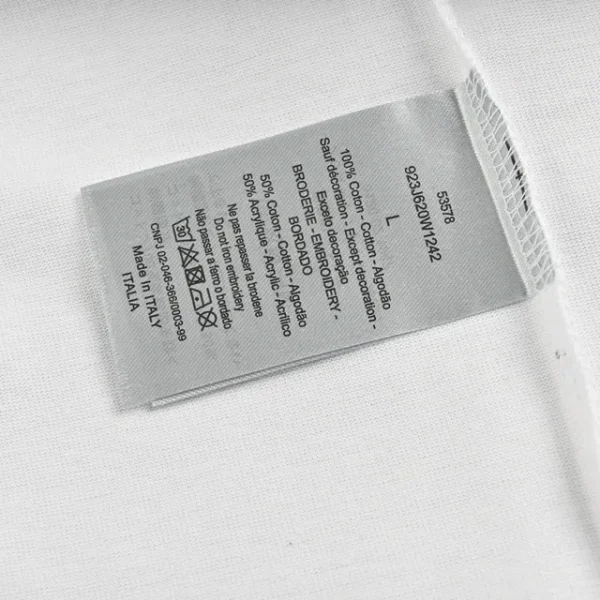 53578
923J620W1242
L
100% Coton - Cotton - Algodão
Sauf décoration - Except decoration -
Exceto decoração
BRODERIE - EMBROIDERY -
BORDADO
50% Coton - Cotton - Algodão
50% Acrylique - Acrylic - Acrílico
Ne pas repasser la broderie
Do not iron embroidery
Não passar a ferro o bordado
30
CNPJ 02-046-366/0003-99
Made In ITALY
ITALIA